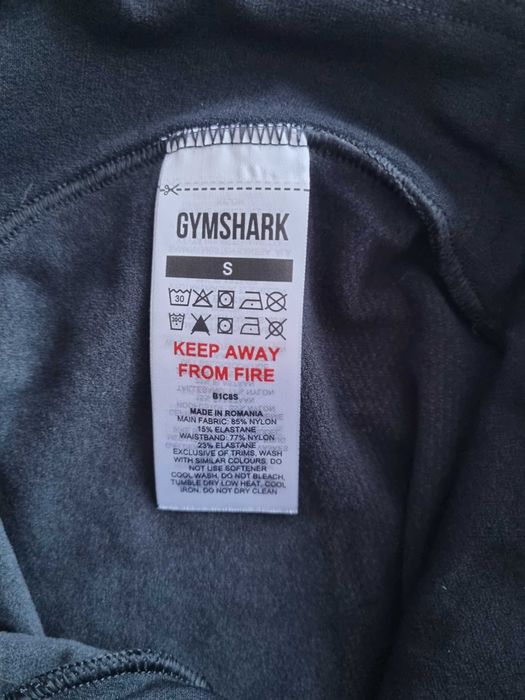 GYMSHARK
S
30
30C
KEEP AWAY
FROM FIRE
B1C8S
MADE IN ROMANIA
MAIN FABRIC: 85% NYLON
15% ELASTANE
WAISTBAND: 77% NYLON
23% ELASTANE
EXCLUSIVE OF TRIMS, WASH
WITH SIMILAR COLOURS, DO
NOT USE SOFTENER
COOL WASH, DO NOT BLEACH,
TUMBLE DRY LOW HEAT, COOL
IRON, DO NOT DRY CLEAN